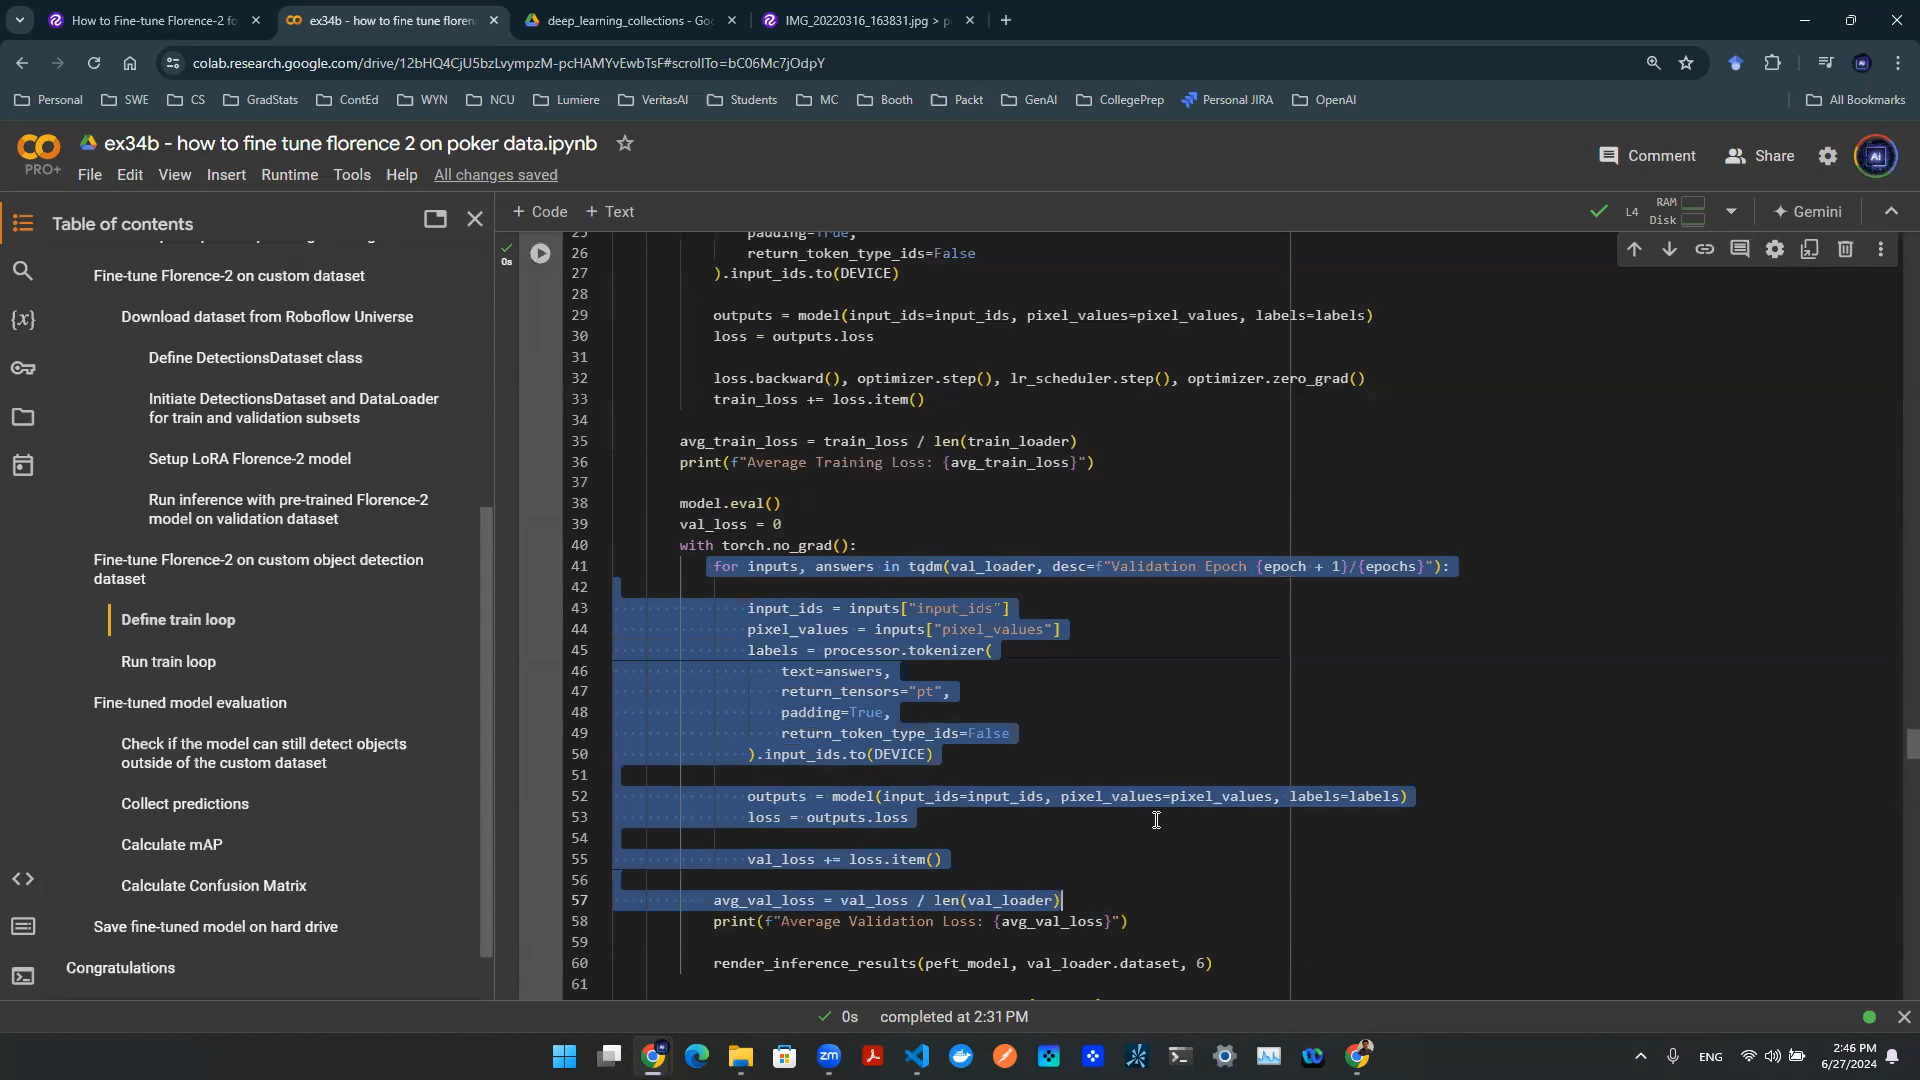 How to Fine-tune Florence-2 fo
ex34b - how to fine tune floren
deep_learning_collections - Goo
IMG_20220316_163831.jpg > p
colab.research.google.com/drive/12bHQ4CjU5bzLvympzM-pcHAMYvEwbTsF#scrollTo=bC06Mc7jOdpY
Personal SWE CS GradStats ContEd WYN NCU Lumiere VeritasAI Students MC Booth Packt GenAI CollegePrep Personal JIRA OpenAI All Bookmarks
ex34b - how to fine tune florence 2 on poker data.ipynb
PRO+
File Edit View Insert Runtime Tools Help All changes saved
Comment Share
Ai
Table of contents
+ Code + Text
L4 RAM Disk Gemini
Fine-tune Florence-2 on custom dataset
Download dataset from Roboflow Universe
Define DetectionsDataset class
Initiate DetectionsDataset and DataLoader
for train and validation subsets
Setup LoRA Florence-2 model
Run inference with pre-trained Florence-2
model on validation dataset
Fine-tune Florence-2 on custom object detection
dataset
Define train loop
Run train loop
Fine-tuned model evaluation
Check if the model can still detect objects
outside of the custom dataset
Collect predictions
Calculate mAP
Calculate Confusion Matrix
Save fine-tuned model on hard drive
Congratulations
0s
25 padding=True,
26 return_token_type_ids=False
27 ).input_ids.to(DEVICE)
28
29 outputs = model(input_ids=input_ids, pixel_values=pixel_values, labels=labels)
30 loss = outputs.loss
31
32 loss.backward(), optimizer.step(), lr_scheduler.step(), optimizer.zero_grad()
33 train_loss += loss.item()
34
35 avg_train_loss = train_loss / len(train_loader)
36 print(f"Average Training Loss: {avg_train_loss}")
37
38 model.eval()
39 val_loss = 0
40 with torch.no_grad():
41 for inputs, answers in tqdm(val_loader, desc=f"Validation Epoch {epoch + 1}/{epochs}"):
42
43 input_ids = inputs["input_ids"]
44 pixel_values = inputs["pixel_values"]
45 labels = processor.tokenizer(
46 text=answers,
47 return_tensors="pt",
48 padding=True,
49 return_token_type_ids=False
50 ).input_ids.to(DEVICE)
51
52 outputs = model(input_ids=input_ids, pixel_values=pixel_values, labels=labels)
53 loss = outputs.loss
54
55 val_loss += loss.item()
56
57 avg_val_loss = val_loss / len(val_loader)
58 print(f"Average Validation Loss: {avg_val_loss}")
59
60 render_inference_results(peft_model, val_loader.dataset, 6)
61
0s completed at 2:31 PM
ENG
2:46 PM
6/27/2024